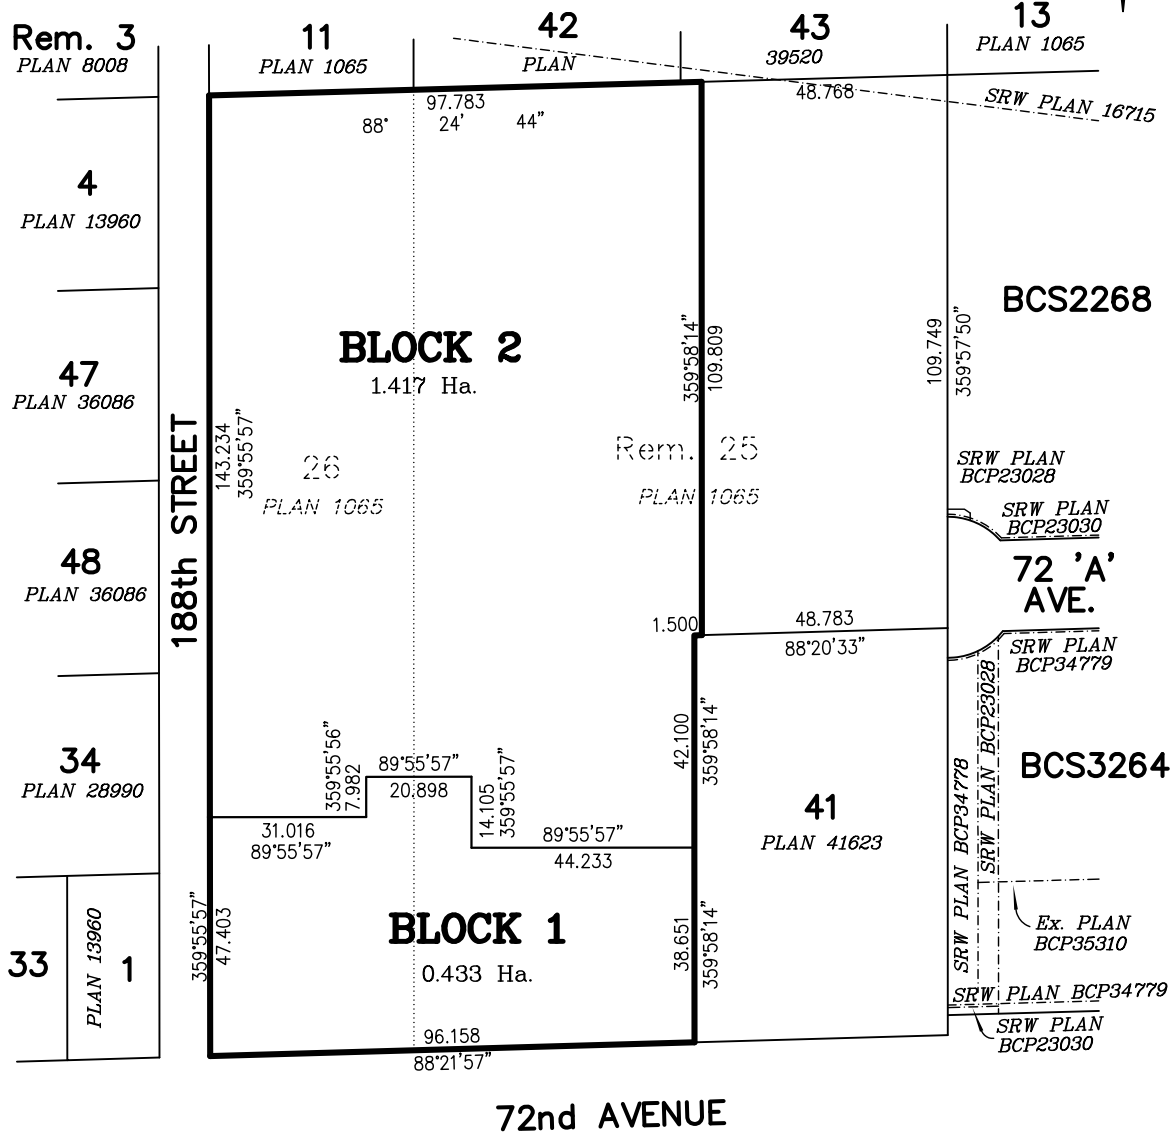 Rem. 3
PLAN 8008
11
PLAN 1065
42
PLAN
43
39520
13
PLAN 1065
97.783
88° 24' 44"
48.768
SRW PLAN 16715
4
PLAN 13960
47
PLAN 36086
48
PLAN 36086
34
PLAN 28990
33
PLAN 13960
1
188th STREET
143.234
359°55'57"
BLOCK 2
1.417 Ha.
26
PLAN 1065
Rem. 25
PLAN 1065
359°58'14"
109.809
109.749
359°57'50"
BCS2268
SRW PLAN
BCP23028
SRW PLAN
BCP23030
72 'A'
AVE.
SRW PLAN
BCP34779
1.500
48.783
88°20'33"
42.100
359°58'14"
359°55'56"
7.982
89°55'57"
20.898
14.105
359°55'57"
31.016
89°55'57"
89°55'57"
44.233
41
PLAN 41623
SRW PLAN BCP34778
SRW PLAN BCP23028
BCS3264
Ex. PLAN
BCP35310
359°55'57"
47.403
BLOCK 1
0.433 Ha.
38.651
359°58'14"
SRW PLAN BCP34779
SRW PLAN
BCP23030
96.158
88°21'57"
72nd AVENUE